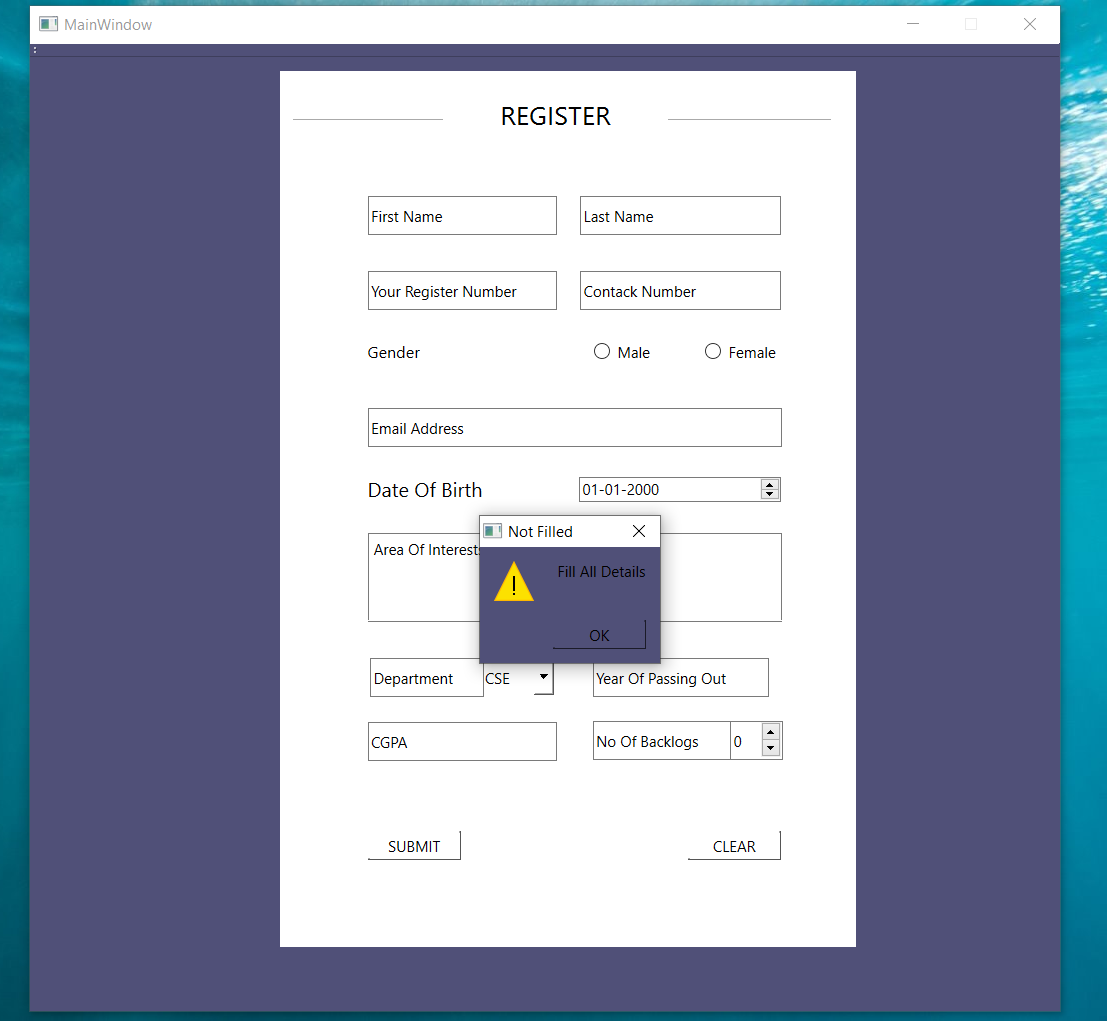 MainWindow
REGISTER
First Name
Last Name
Your Register Number
Contack Number
Gender
Male
Female
Email Address
Date Of Birth
01-01-2000
Area Of Interests
Not Filled
Fill All Details
OK
Department
CSE
Year Of Passing Out
CGPA
No Of Backlogs
0
SUBMIT
CLEAR